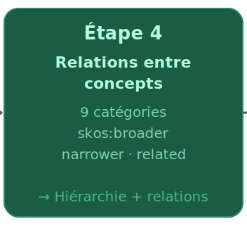 Étape 4
Relations entre
concepts
9 catégories
skos:broader
narrower · related
→ Hiérarchie + relations